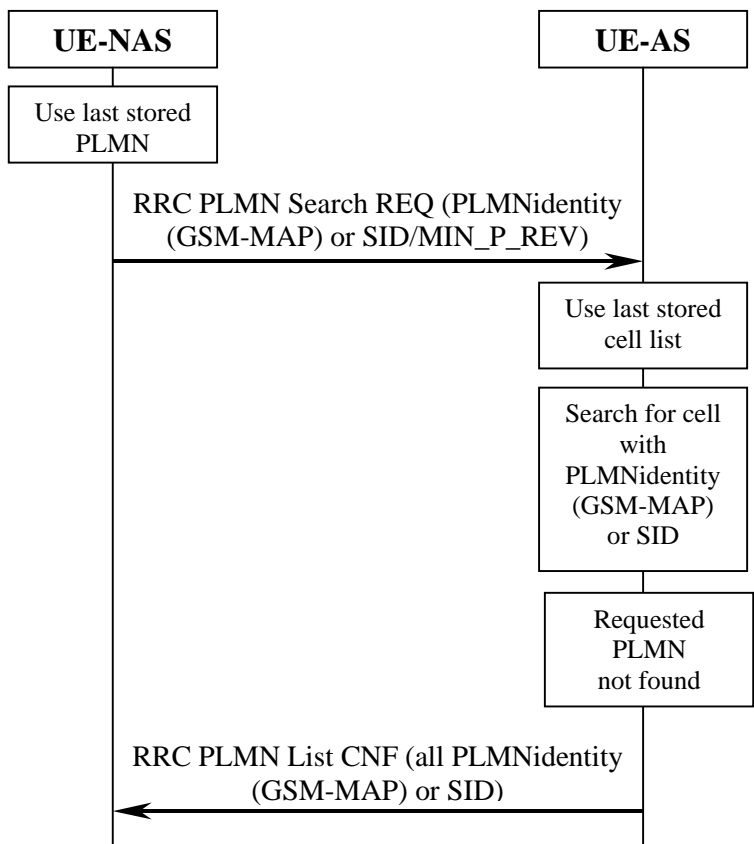 UE-NAS
UE-AS
Use last stored
PLMN
RRC PLMN Search REQ (PLMNidentity
(GSM-MAP) or SID/MIN_P_REV)
Use last stored
cell list
Search for cell
with
PLMNidentity
(GSM-MAP)
or SID
Requested
PLMN
not found
RRC PLMN List CNF (all PLMNidentity
(GSM-MAP) or SID)